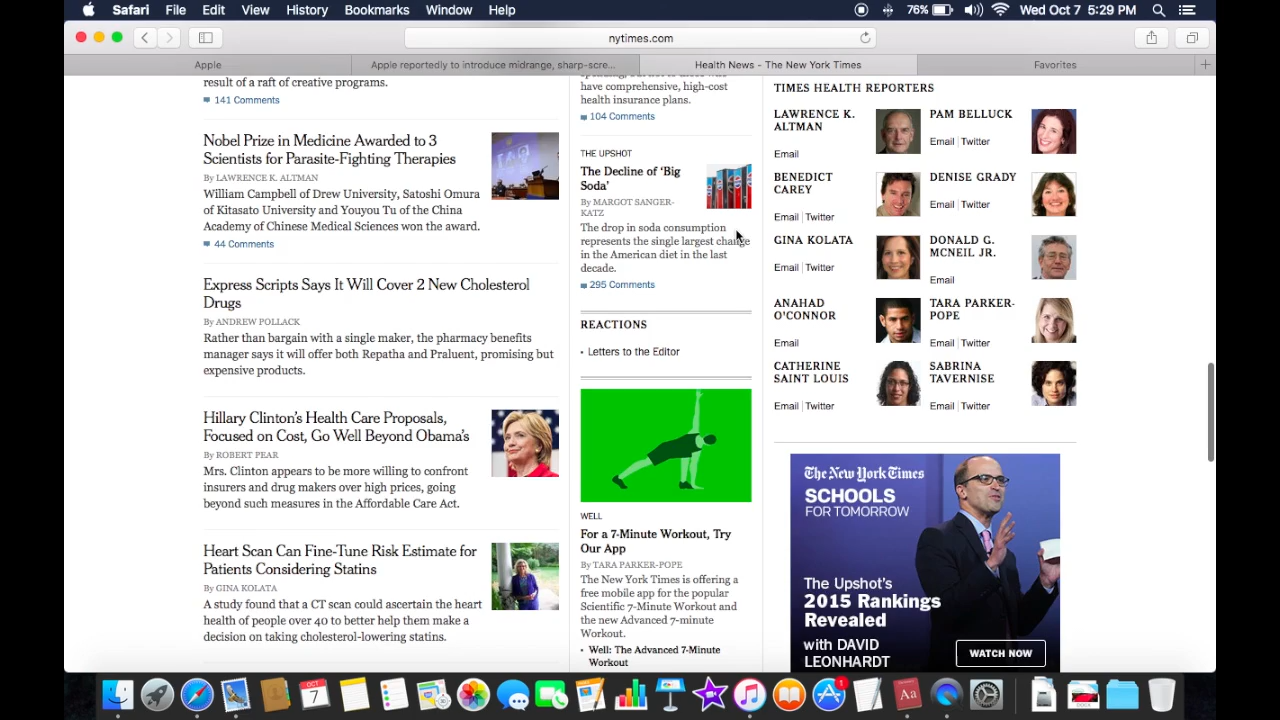 Safari File Edit View History Bookmarks Window Help 76% Wed Oct 7 5:29 PM
nytimes.com
Apple
Apple reportedly to introduce midrange, sharp-scre...
Health News - The New York Times
Favorites
result of a raft of creative programs.
141 Comments
Nobel Prize in Medicine Awarded to 3
Scientists for Parasite-Fighting Therapies
By LAWRENCE K. ALTMAN
William Campbell of Drew University, Satoshi Omura
of Kitasato University and Youyou Tu of the China
Academy of Chinese Medical Sciences won the award.
44 Comments
Express Scripts Says It Will Cover 2 New Cholesterol
Drugs
By ANDREW POLLACK
Rather than bargain with a single maker, the pharmacy benefits
manager says it will offer both Repatha and Praluent, promising but
expensive products.
Hillary Clinton's Health Care Proposals,
Focused on Cost, Go Well Beyond Obama's
By ROBERT PEAR
Mrs. Clinton appears to be more willing to confront
insurers and drug makers over high prices, going
beyond such measures in the Affordable Care Act.
Heart Scan Can Fine-Tune Risk Estimate for
Patients Considering Statins
By GINA KOLATA
A study found that a CT scan could ascertain the heart
health of people over 40 to better help them make a
decision on taking cholesterol-lowering statins.
have comprehensive, high-cost
health insurance plans.
104 Comments
THE UPSHOT
The Decline of 'Big
Soda'
By MARGOT SANGER-
KATZ
The drop in soda consumption
represents the single largest change
in the American diet in the last
decade.
295 Comments
REACTIONS
• Letters to the Editor
WELL
For a 7-Minute Workout, Try
Our App
By TARA PARKER-POPE
The New York Times is offering a
free mobile app for the popular
Scientific 7-Minute Workout and
the new Advanced 7-minute
Workout.
• Well: The Advanced 7-Minute
Workout
TIMES HEALTH REPORTERS
LAWRENCE K.
ALTMAN
Email
PAM BELLUCK
Email | Twitter
BENEDICT
CAREY
Email | Twitter
DENISE GRADY
Email | Twitter
GINA KOLATA
Email | Twitter
DONALD G.
MCNEIL JR.
Email
ANAHAD
O'CONNOR
Email
TARA PARKER-
POPE
Email | Twitter
CATHERINE
SAINT LOUIS
Email | Twitter
SABRINA
TAVERNISE
Email | Twitter
The New York Times
SCHOOLS
FOR TOMORROW
The Upshot's
2015 Rankings
Revealed
with DAVID
LEONHARDT
WATCH NOW
OCT
7
1
Aa